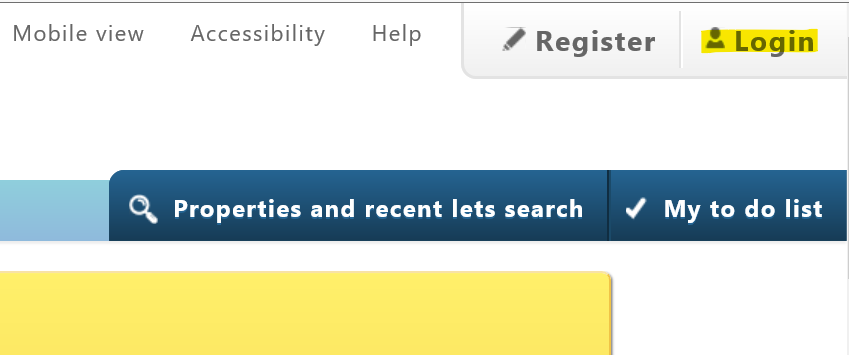 Mobile view Accessibility Help Register Login
Properties and recent lets search My to do list